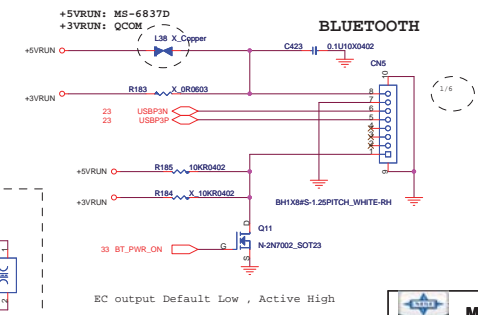 +5VRUN: MS-6837D
+3VRUN: QCOM
BLUETOOTH
L38 X_Copper
+5VRUN
C423 0.1U10X0402
CN5
10
1/6
+3VRUN
R183 X_0R0603
8
7
23 USBP3N
6
23 USBP3P
5
4
3
2
1
9
+5VRUN
R185 10KR0402
+3VRUN
R184 X_10KR0402
BH1X8#S-1.25PITCH_WHITE-RH
D
Q11
33 BT_PWR_ON
G
N-2N7002_SOT23
S
1
2
EC output Default Low , Active High
M